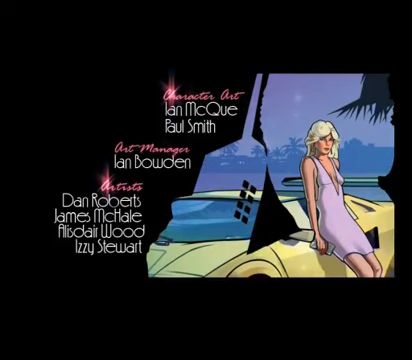 Character Art
Ian McQue
Paul Smith
Art Manager
Ian Bowden
Artists
Dan Roberts
James McHale
Alisdair Wood
Izzy Stewart